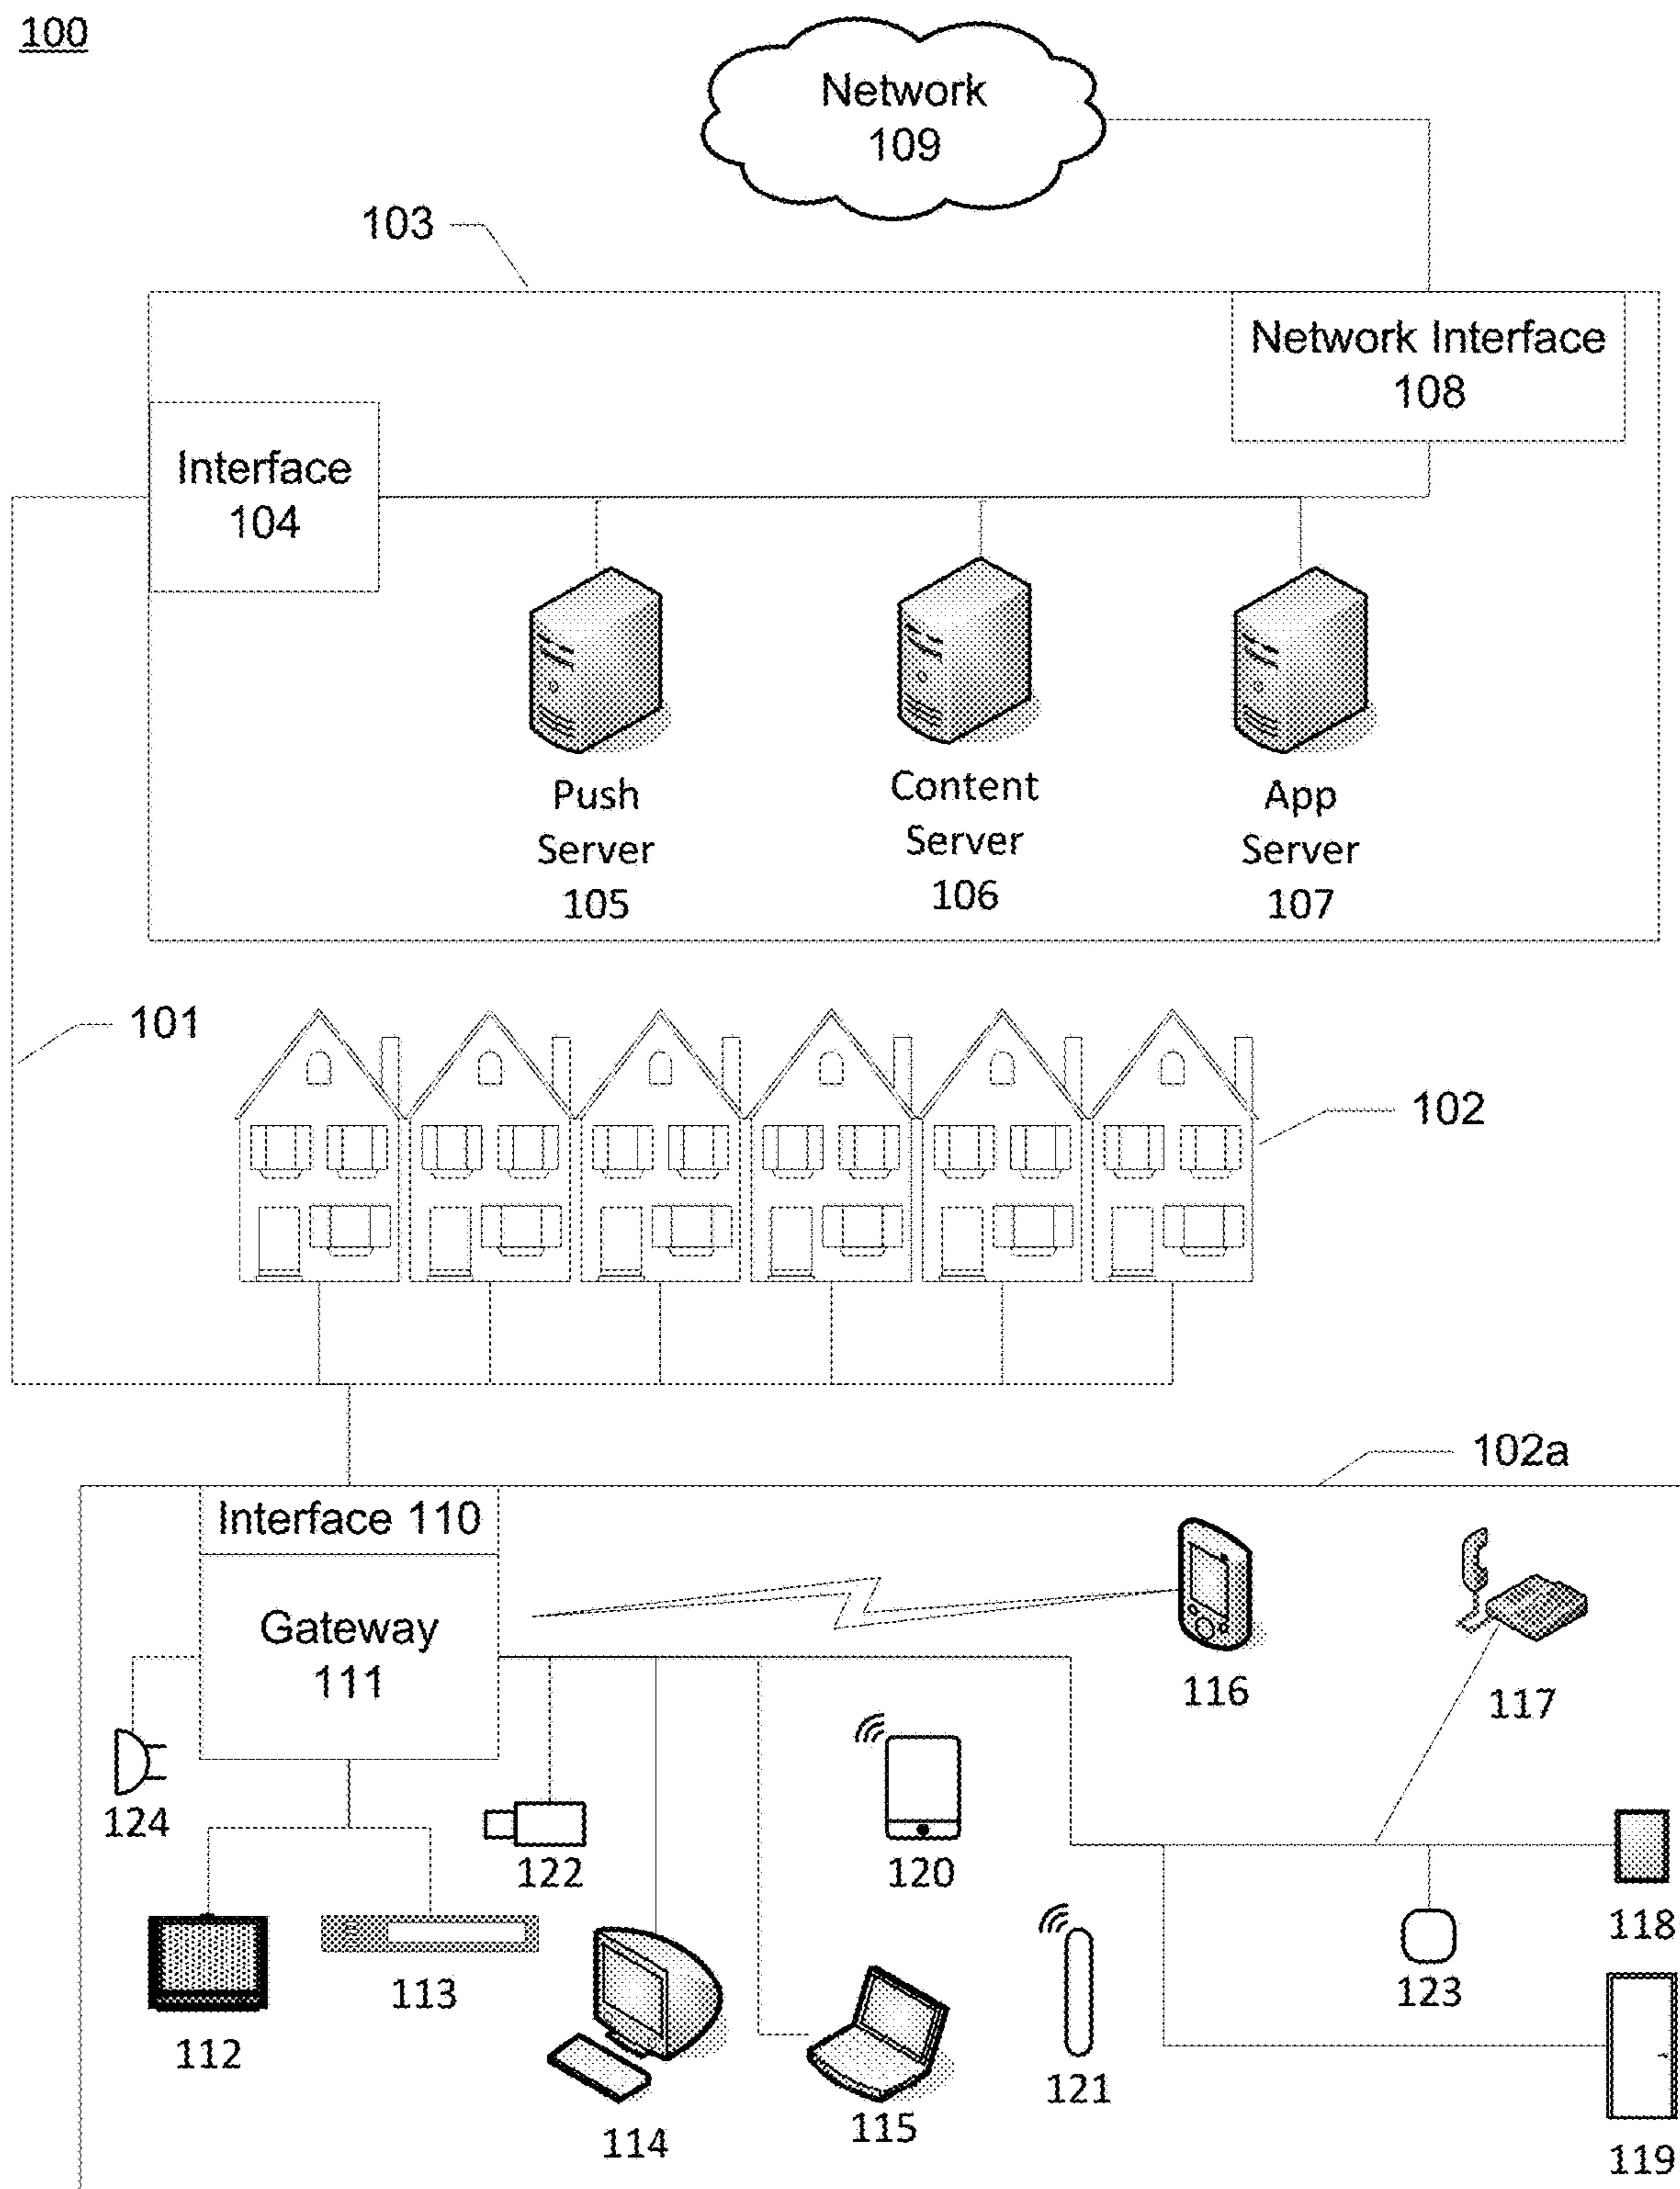 100
Network
109
103
Network Interface
108
Interface
104
Push
Server
105
Content
Server
106
App
Server
107
101
102
102a
Interface 110
Gateway
111
116
117
124
122
120
118
123
112
113
114
115
121
119